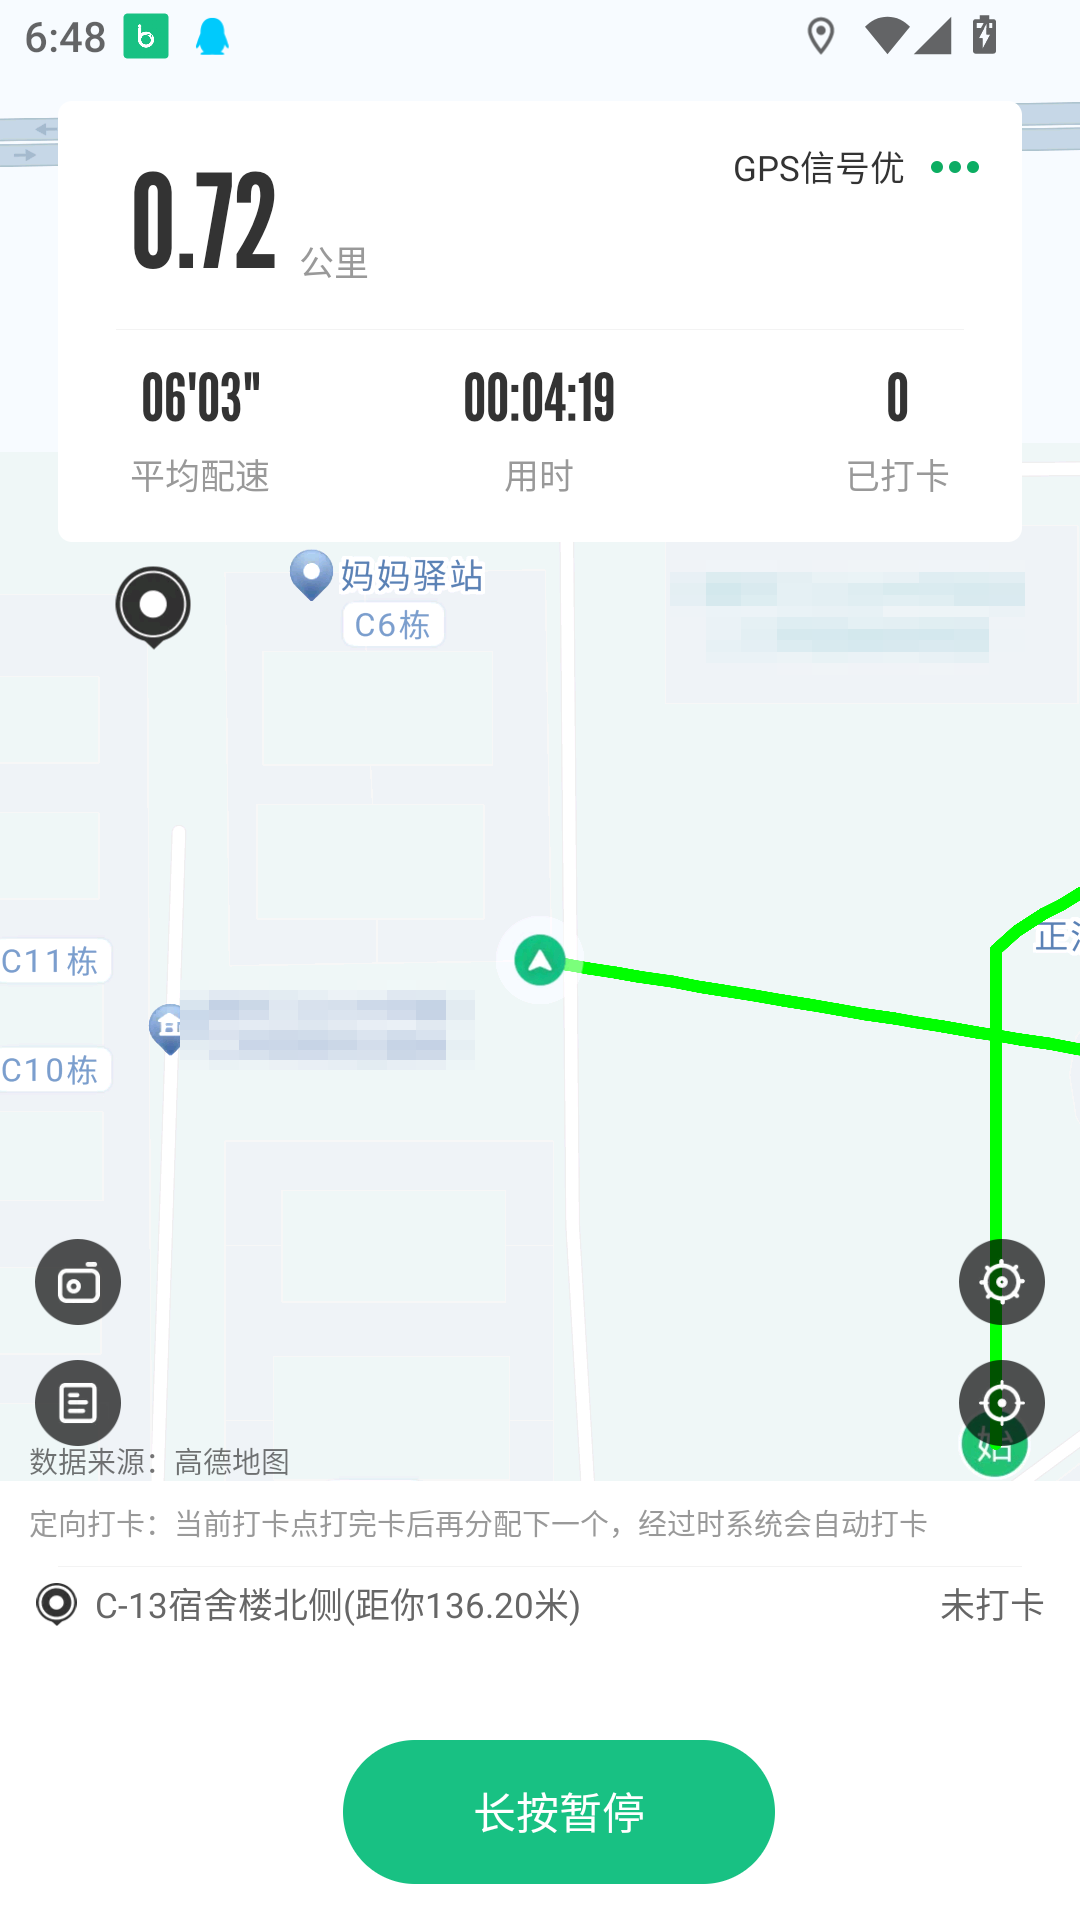 6:48
GPS信号优
0.72 公里
06'03" 00:04:19 0
平均配速 用时 已打卡
妈妈驿站
C6栋
正
C11栋
C10栋
始
数据来源：高德地图
定向打卡：当前打卡点打完卡后再分配下一个，经过时系统会自动打卡
C-13宿舍楼北侧(距你136.20米) 未打卡
长按暂停